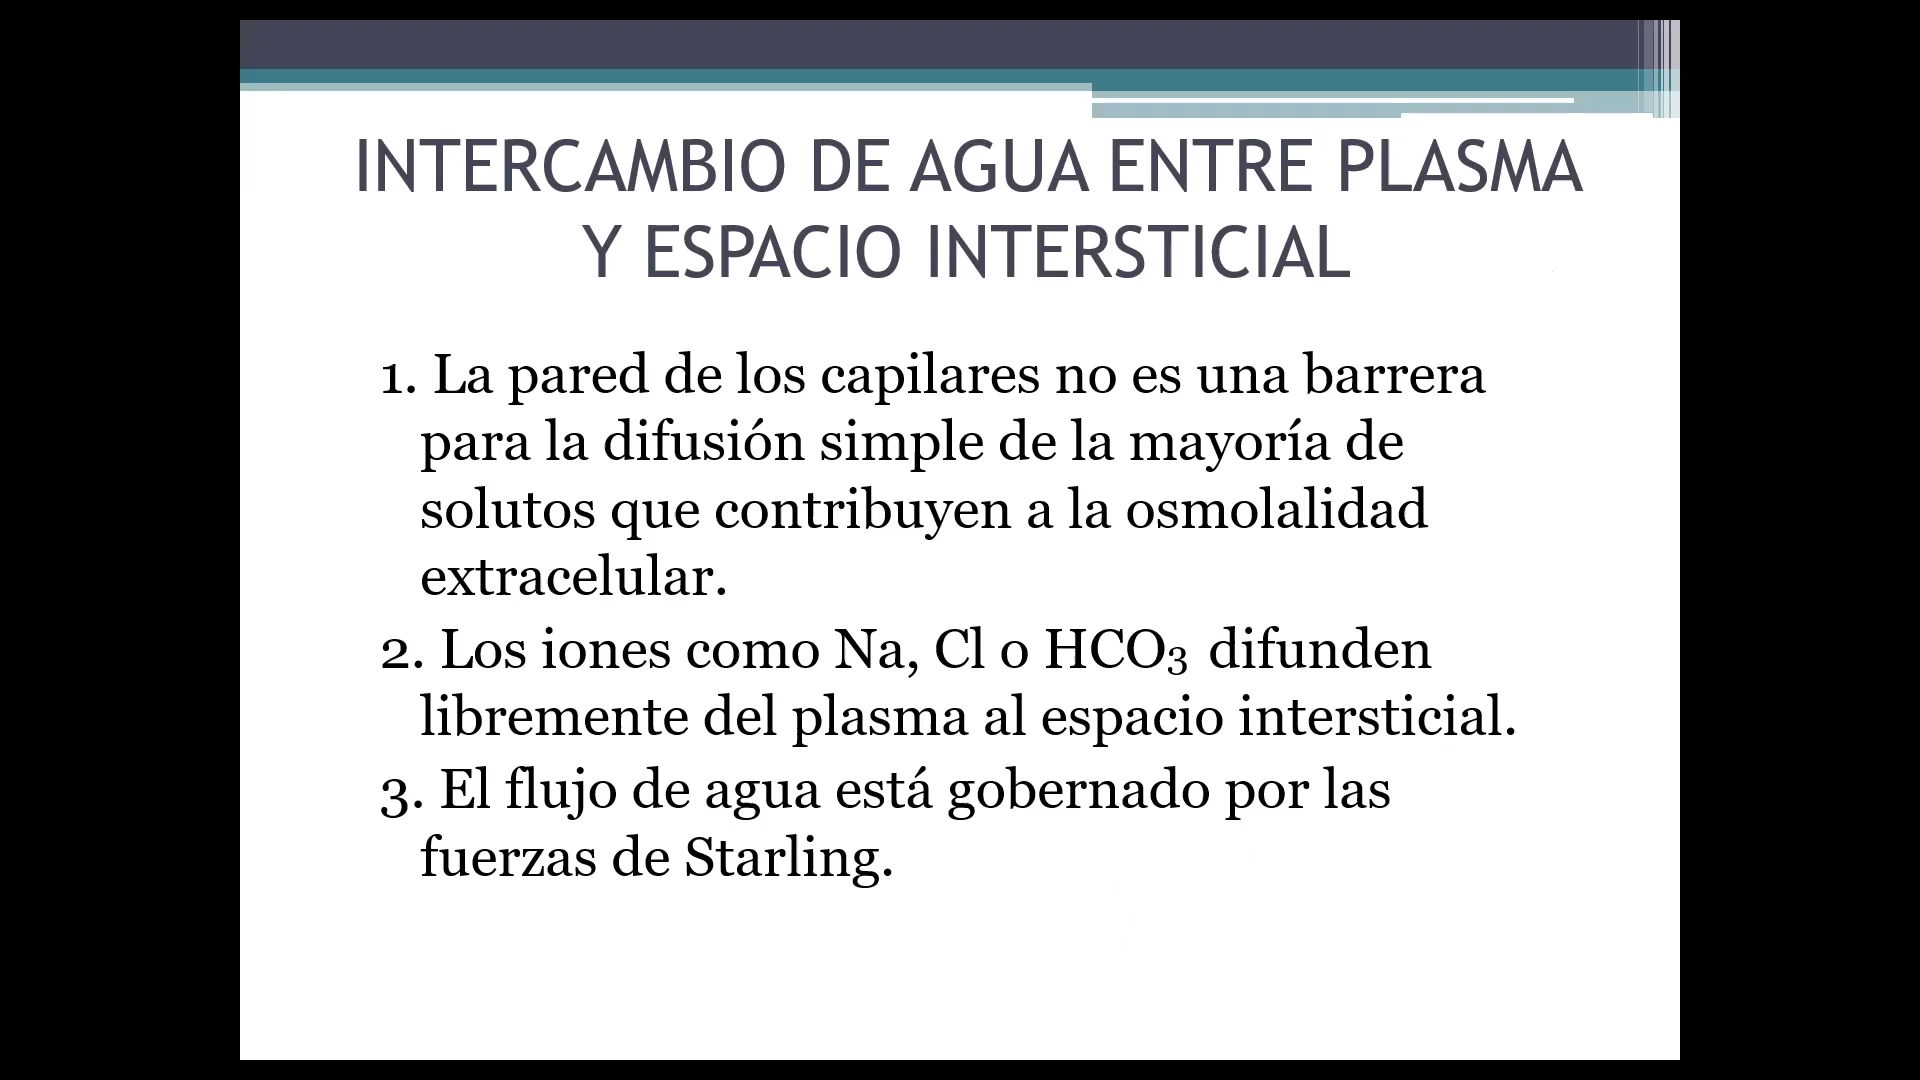 INTERCAMBIO DE AGUA ENTRE PLASMA
Y ESPACIO INTERSTICIAL
1. La pared de los capilares no es una barrera
para la difusión simple de la mayoría de
solutos que contribuyen a la osmolalidad
extracelular.
2. Los iones como Na, Cl o HCO₃ difunden
libremente del plasma al espacio intersticial.
3. El flujo de agua está gobernado por las
fuerzas de Starling.